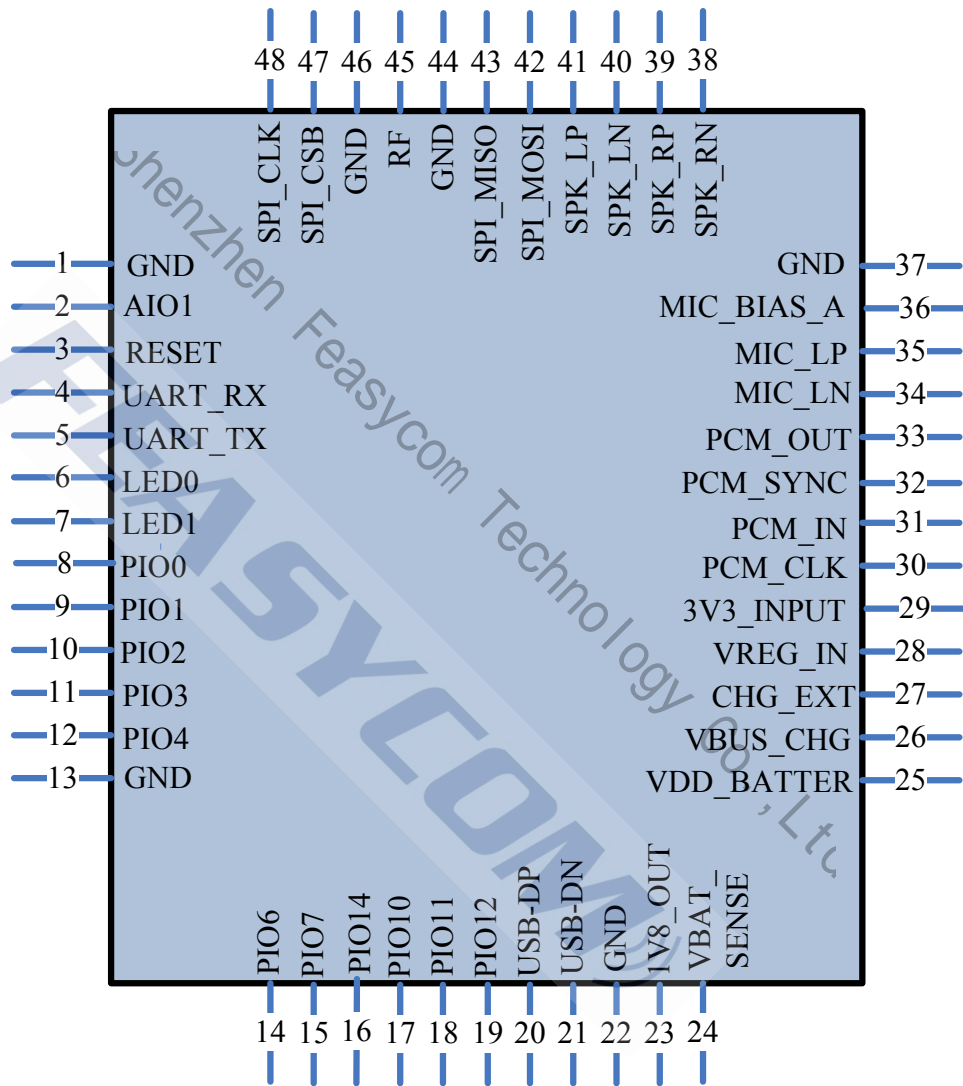 48 47 46 45 44 43 42 41 40 39 38
SPI_CLK
SPI_CSB
GND
RF
GND
SPI_MISO
SPI_MOSI
SPK_LP
SPK_LN
SPK_RP
SPK_RN
1 GND
2 AIO1
3 RESET
4 UART_RX
5 UART_TX
6 LED0
7 LED1
8 PIO0
9 PIO1
10 PIO2
11 PIO3
12 PIO4
13 GND
GND 37
MIC_BIAS_A 36
MIC_LP 35
MIC_LN 34
PCM_OUT 33
PCM_SYNC 32
PCM_IN 31
PCM_CLK 30
3V3_INPUT 29
VREG_IN 28
CHG_EXT 27
VBUS_CHG 26
VDD_BATTER 25
PIO6
PIO7
PIO14
PIO10
PIO11
PIO12
USB-DP
USB-DN
GND
1V8_OUT
VBAT_
SENSE
14 15 16 17 18 19 20 21 22 23 24
Shenzhen Feasycom Technology Co.,Ltd
FEASYCOM